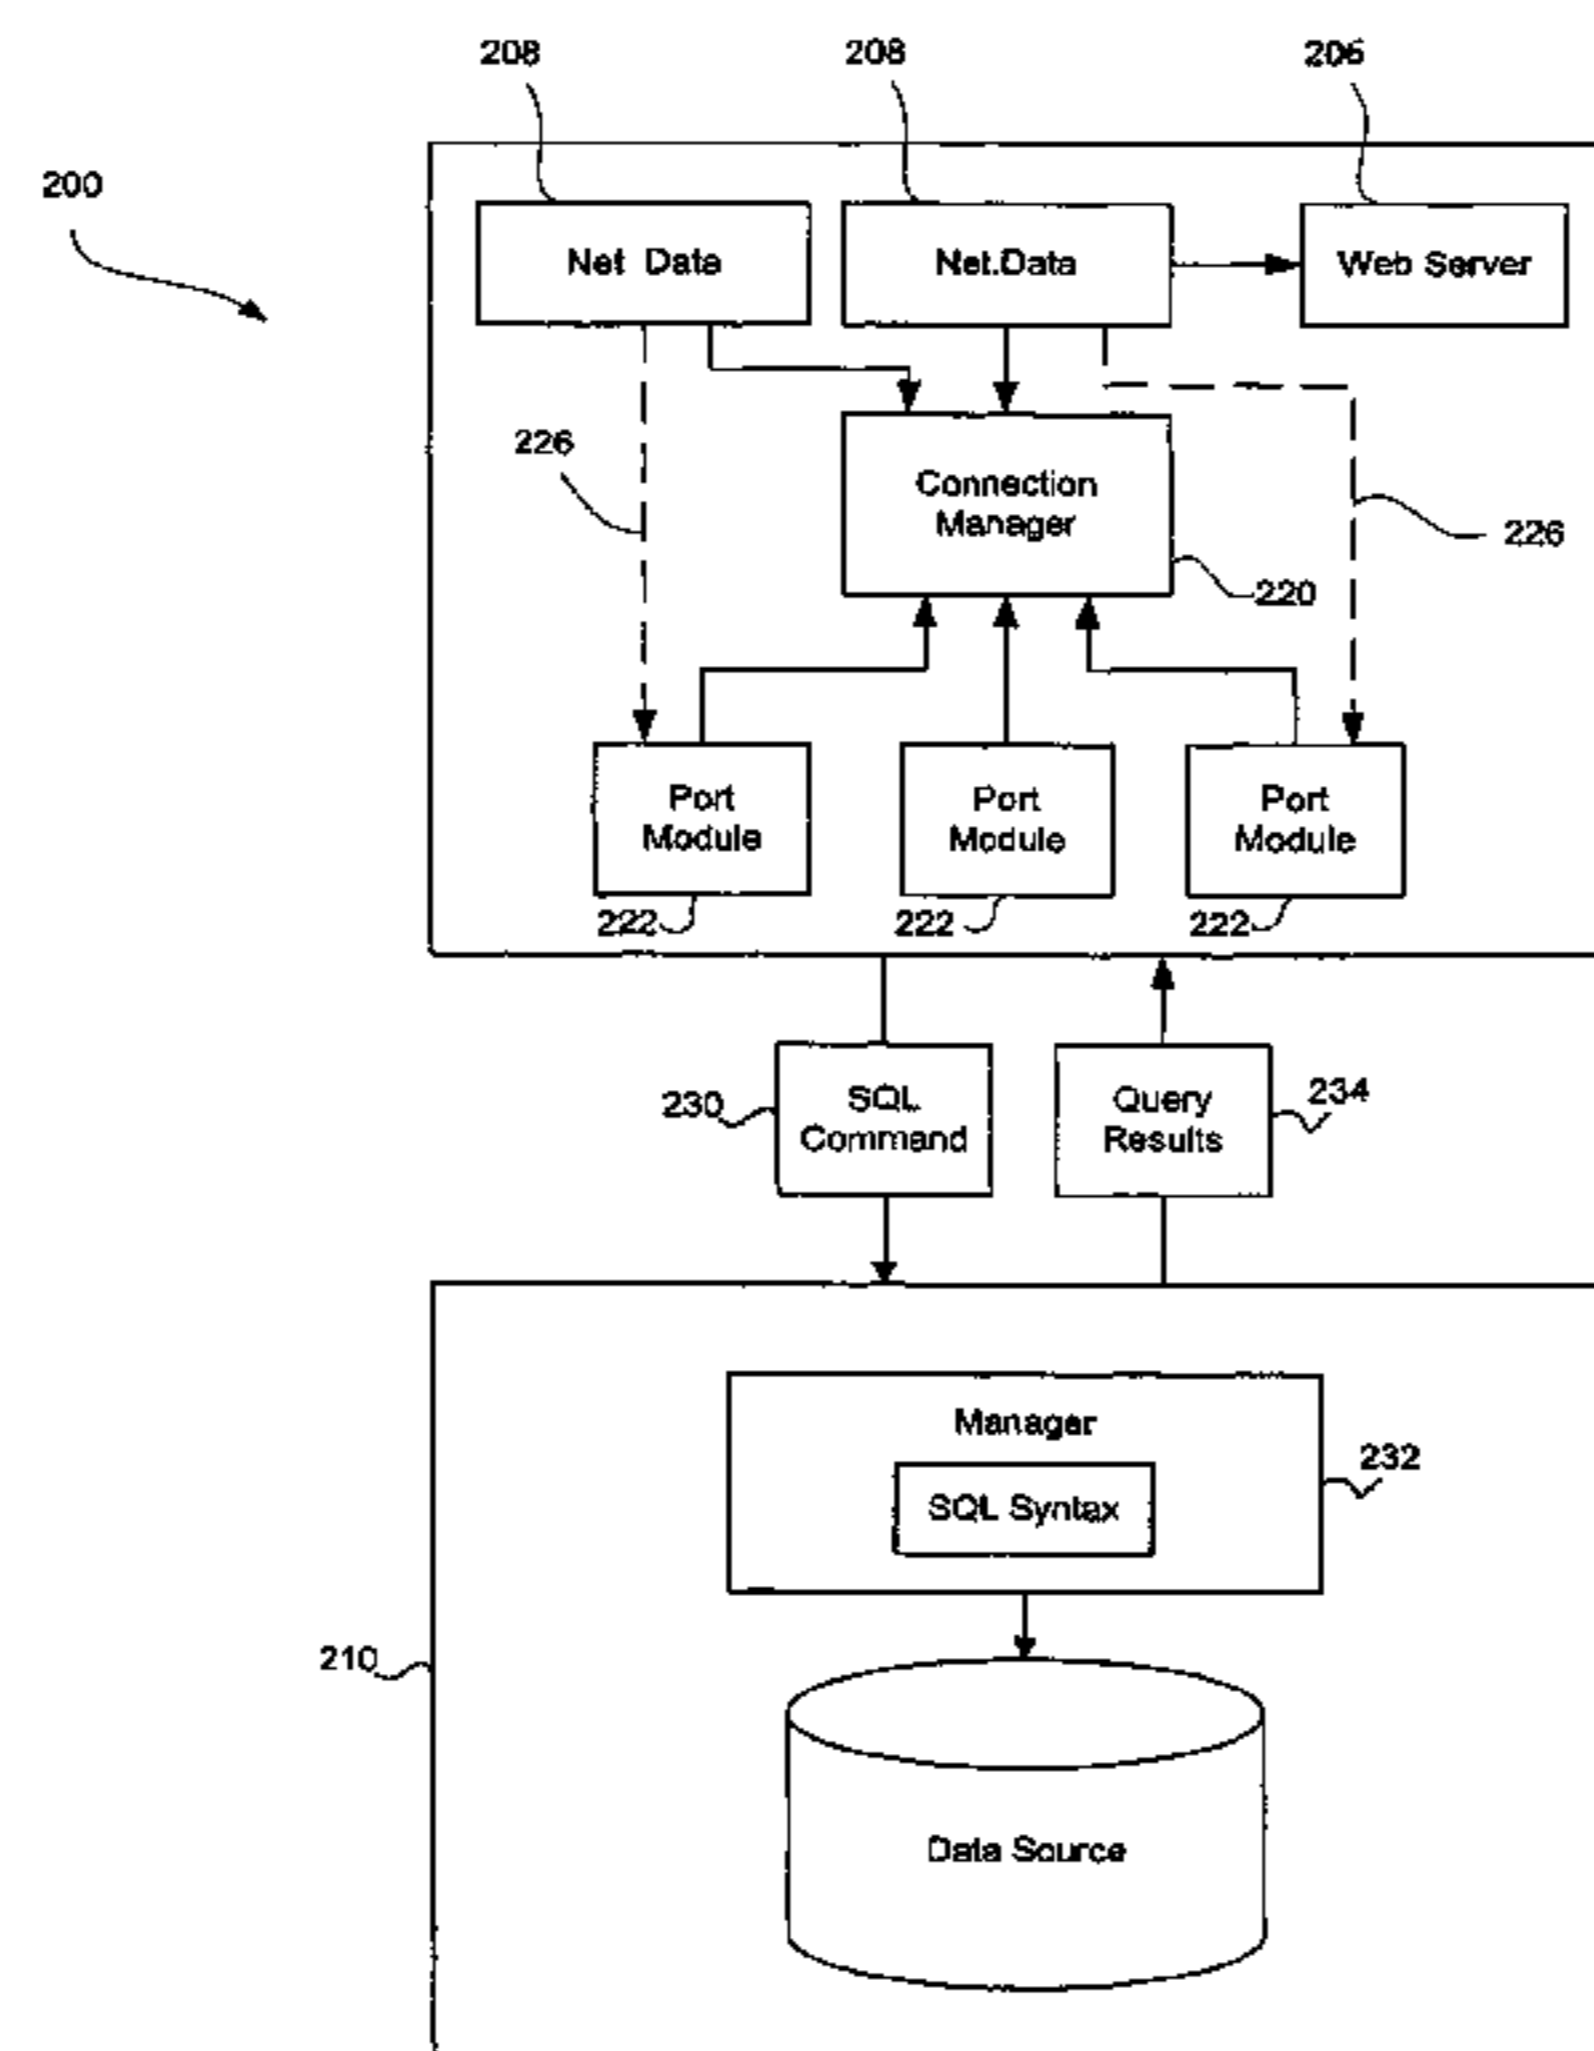 208 208 206
200
Net Data Net.Data Web Server
226
Connection
Manager
226
220
Port Port Port
Module Module Module
222 222 222
230 SQL Query 234
Command Results
Manager
232
SQL Syntax
210
Data Source